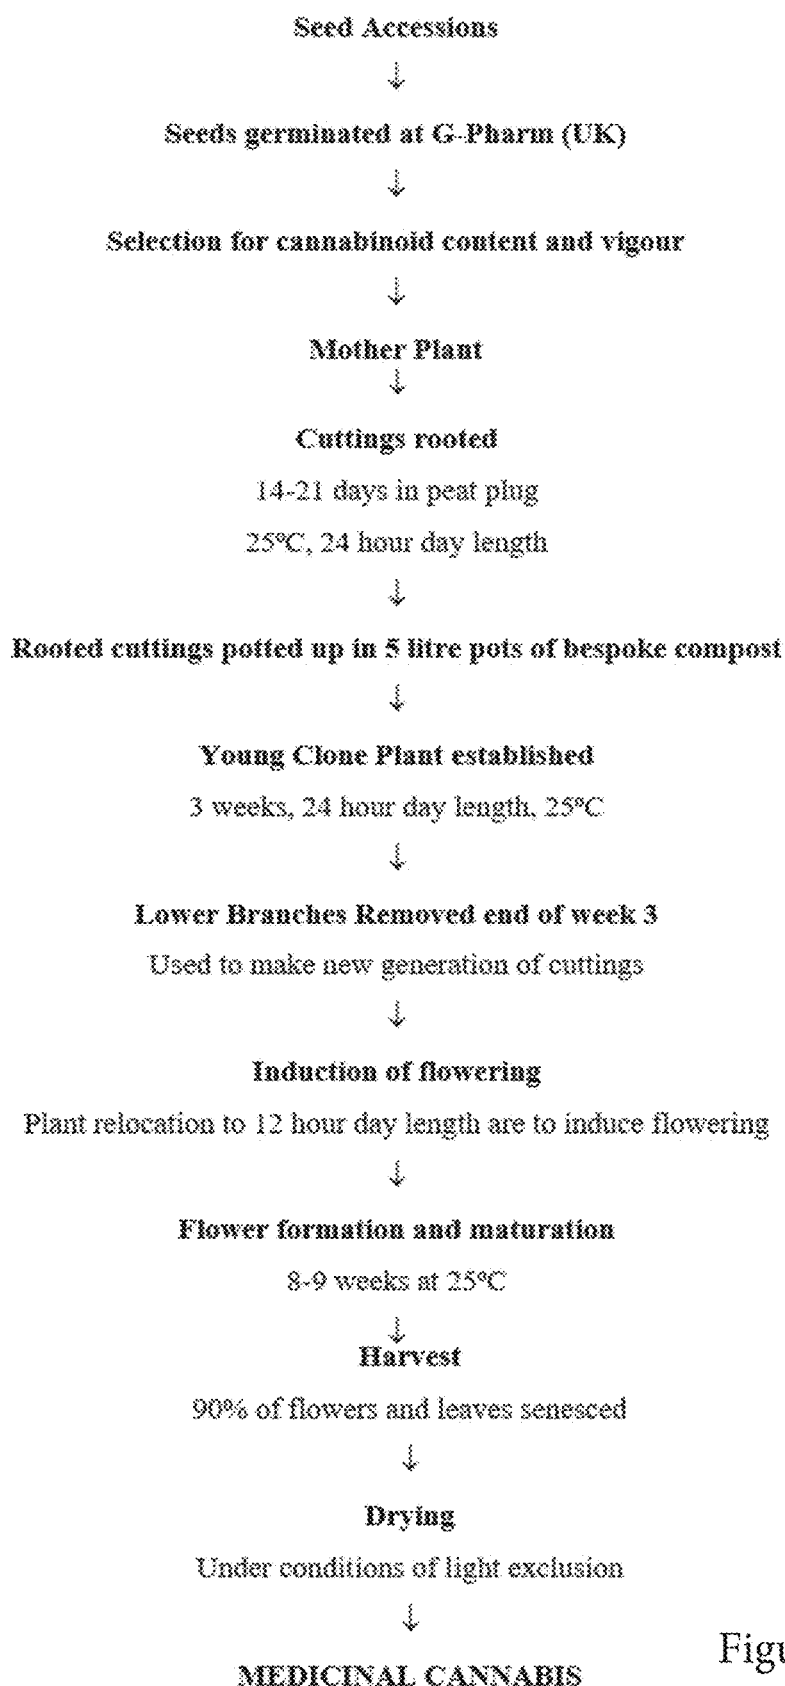 Seed Accessions
↓
Seeds germinated at G-Pharm (UK)
↓
Selection for cannabinoid content and vigour
↓
Mother Plant
↓
Cuttings rooted
14-21 days in peat plug
25ºC, 24 hour day length
↓
Rooted cuttings potted up in 5 litre pots of bespoke compost
↓
Young Clone Plant established
3 weeks, 24 hour day length, 25ºC
↓
Lower Branches Removed end of week 3
Used to make new generation of cuttings
↓
Induction of flowering
Plant relocation to 12 hour day length are to induce flowering
↓
Flower formation and maturation
8-9 weeks at 25ºC
↓
Harvest
90% of flowers and leaves senesced
↓
Drying
Under conditions of light exclusion
↓
Figu
MEDICINAL CANNABIS